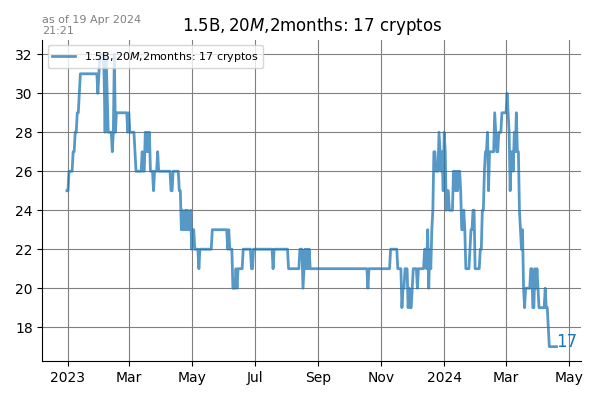 as of 19 Apr 2024
21:21
1.5B, 20M,2months: 17 cryptos
1.5B, 20M,2months: 17 cryptos
32
30
28
26
24
22
20
18
17
2023 Mar May Jul Sep Nov 2024 Mar May